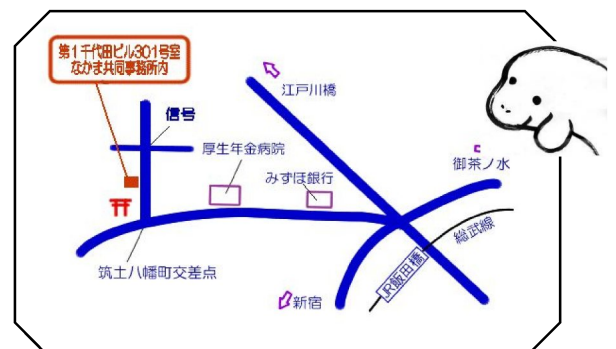 第1千代田ビル301号室
なかま共同事務所内
江戸川橋
信号
厚生年金病院
みずほ銀行
御茶ノ水
総武線
JR飯田橋
筑土八幡町交差点
新宿